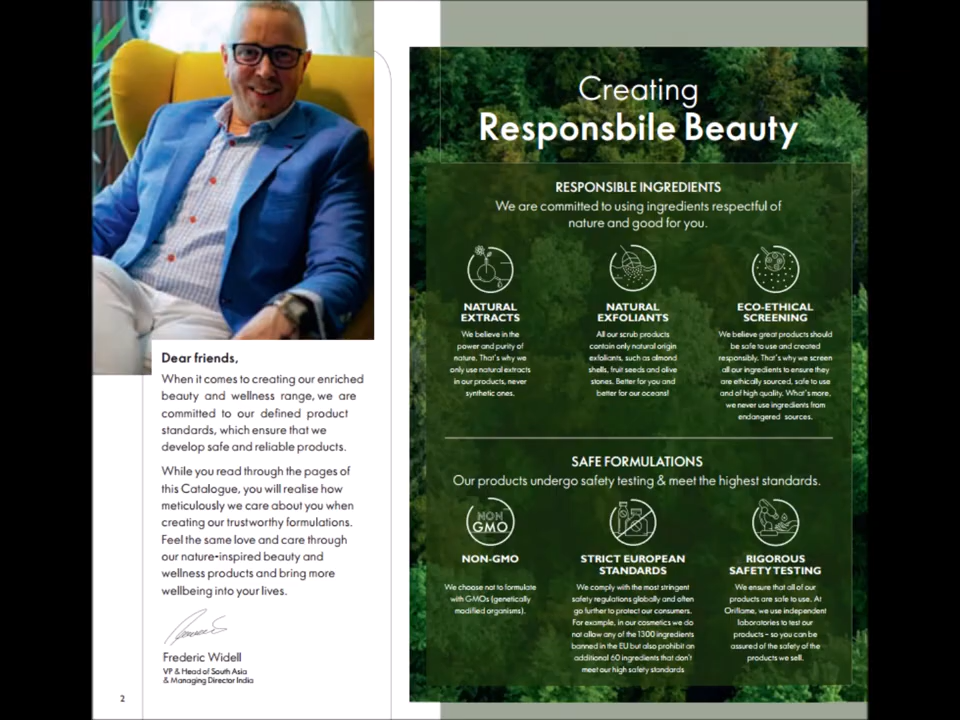 Dear friends,
When it comes to creating our enriched
beauty and wellness range, we are
committed to our defined product
standards, which ensure that we
develop safe and reliable products.
While you read through the pages of
this Catalogue, you will realise how
meticulously we care about you when
creating our trustworthy formulations.
Feel the same love and care through
our nature-inspired beauty and
wellness products and bring more
wellbeing into your lives.
Frederic Widell
VP & Head of South Asia
& Managing Director India
2
Creating
Responsbile Beauty
RESPONSIBLE INGREDIENTS
We are committed to using ingredients respectful of
nature and good for you.
NATURAL
EXTRACTS
We believe in the
power and purity of
nature. That's why we
only use natural extracts
in our products, never
synthetic ones.
NATURAL
EXFOLIANTS
All our scrub products
contain only natural origin
exfoliants, such as almond
shells, fruit seeds and olive
stones. Better for you and
better for our oceans!
ECO-ETHICAL
SCREENING
We believe great products should
be safe to use and created
responsibly. That's why we screen
all our ingredients to ensure they
are ethically sourced, safe to use
and of high quality. What's more,
we never use ingredients from
endangered sources.
SAFE FORMULATIONS
Our products undergo safety testing & meet the highest standards.
NON
GMO
NON-GMO
We choose not to formulate
with GMOs (genetically
modified organisms).
STRICT EUROPEAN
STANDARDS
We comply with the most stringent
safety regulations globally and often
go further to protect our consumers.
For example, in our cosmetics we do
not allow any of the 1300 ingredients
banned in the EU but also prohibit an
additional 60 ingredients that don't
meet our high safety standards
RIGOROUS
SAFETY TESTING
We ensure that all of our
products are safe to use. At
Oriflame, we use independent
laboratories to test our
products - so you can be
assured of the safety of the
products we sell.